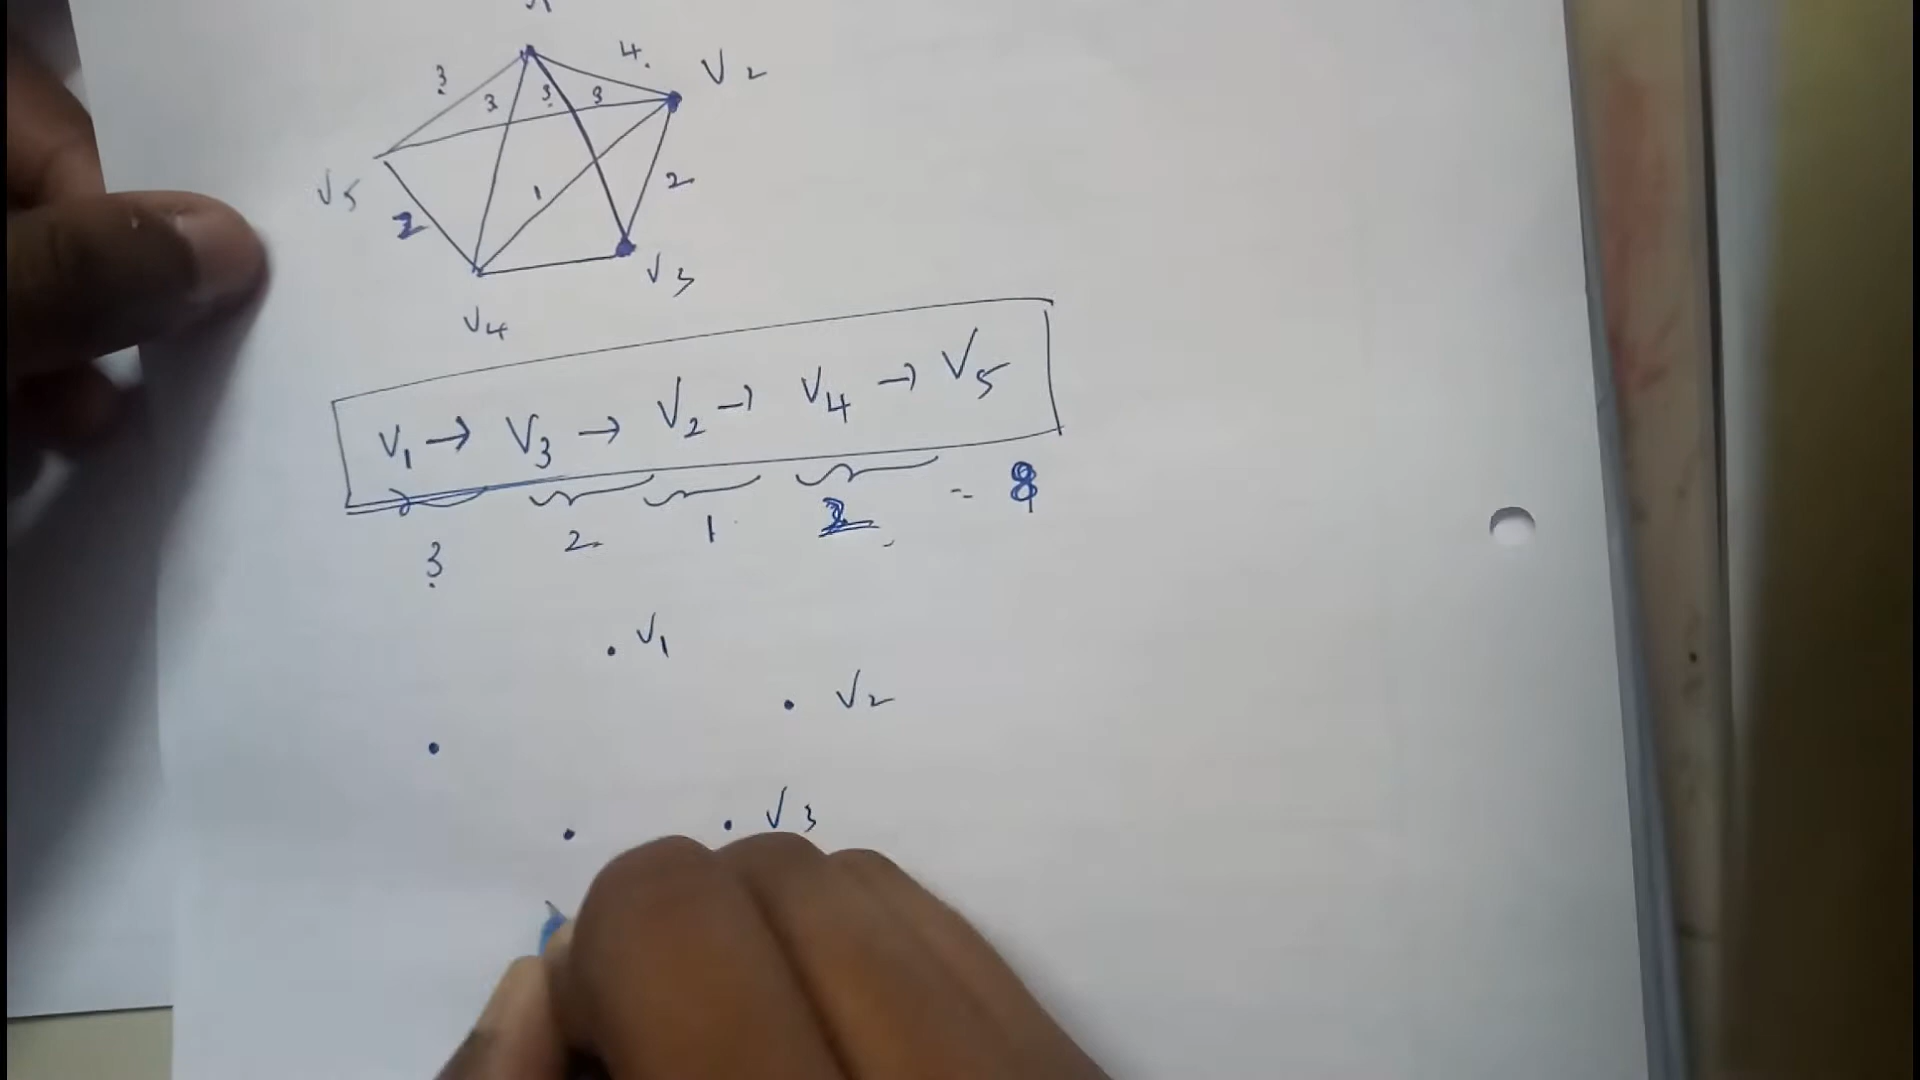 4.
3
V2
3 3 3
V5
1
2
2
V3
V4
V1 → V3 → V2 → V4 → V5
3 2. 1 2 = 8
V1
V2
V3